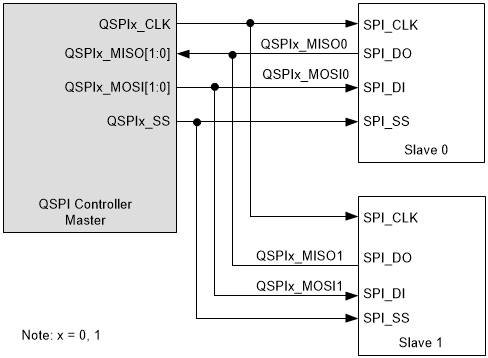 QSPIx_CLK
QSPIx_MISO[1:0]
QSPIx_MOSI[1:0]
QSPIx_SS
QSPI Controller
Master
QSPIx_MISO0
QSPIx_MOSI0
SPI_CLK
SPI_DO
SPI_DI
SPI_SS
Slave 0
QSPIx_MISO1
QSPIx_MOSI1
SPI_CLK
SPI_DO
SPI_DI
SPI_SS
Slave 1
Note: x = 0, 1